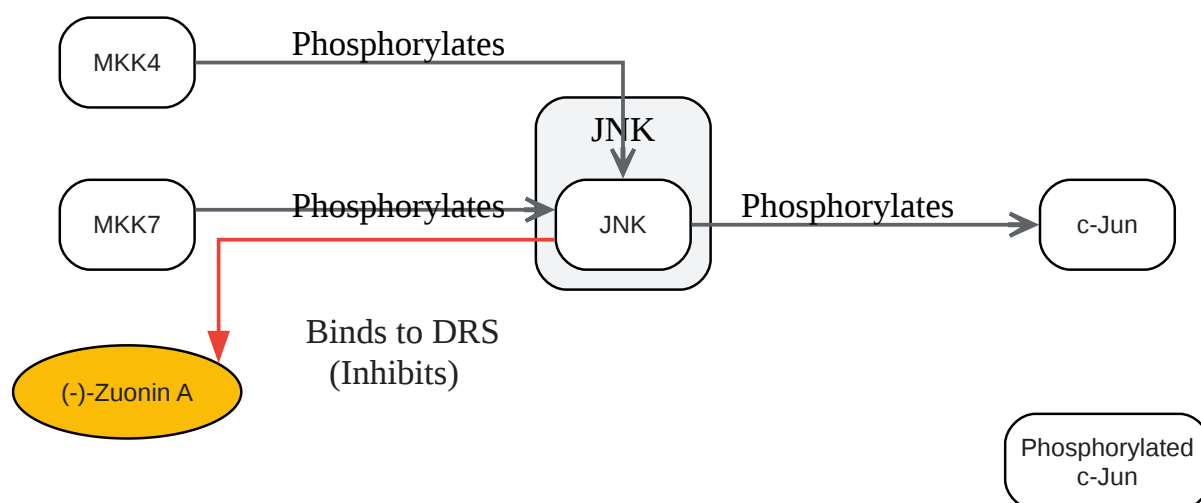 MKK4
Phosphorylates
JNK
MKK7
Phosphorylates
JNK
Phosphorylates
c-Jun
Binds to DRS
(Inhibits)
(-)-Zuonin A
Phosphorylated
c-Jun